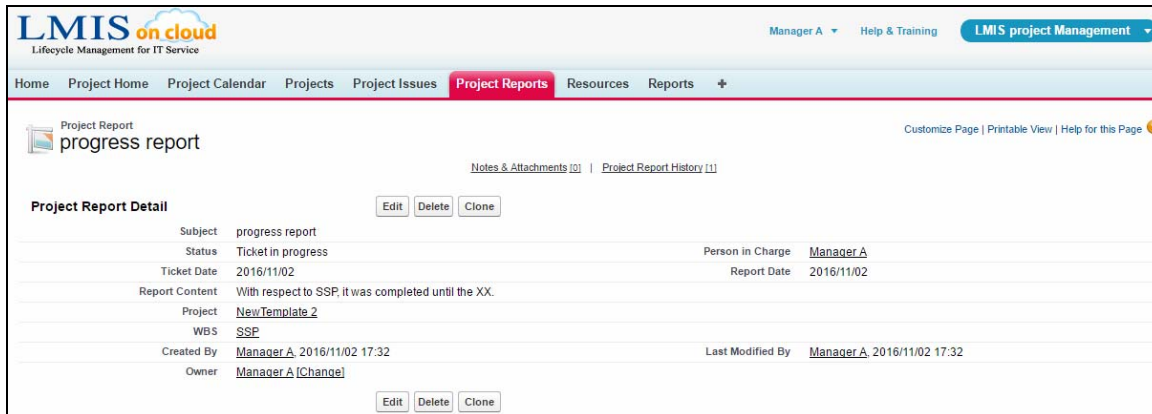 LMIS on cloud
Lifecycle Management for IT Service
Manager A Help & Training LMIS project Management
Home Project Home Project Calendar Projects Project Issues Project Reports Resources Reports +
Project Report
progress report
Customize Page | Printable View | Help for this Page
Notes & Attachments [0] | Project Report History [1]
Project Report Detail Edit Delete Clone
Subject progress report
Status Ticket in progress Person in Charge Manager A
Ticket Date 2016/11/02 Report Date 2016/11/02
Report Content With respect to SSP, it was completed until the XX.
Project NewTemplate 2
WBS SSP
Created By Manager A, 2016/11/02 17:32 Last Modified By Manager A, 2016/11/02 17:32
Owner Manager A [Change]
Edit Delete Clone